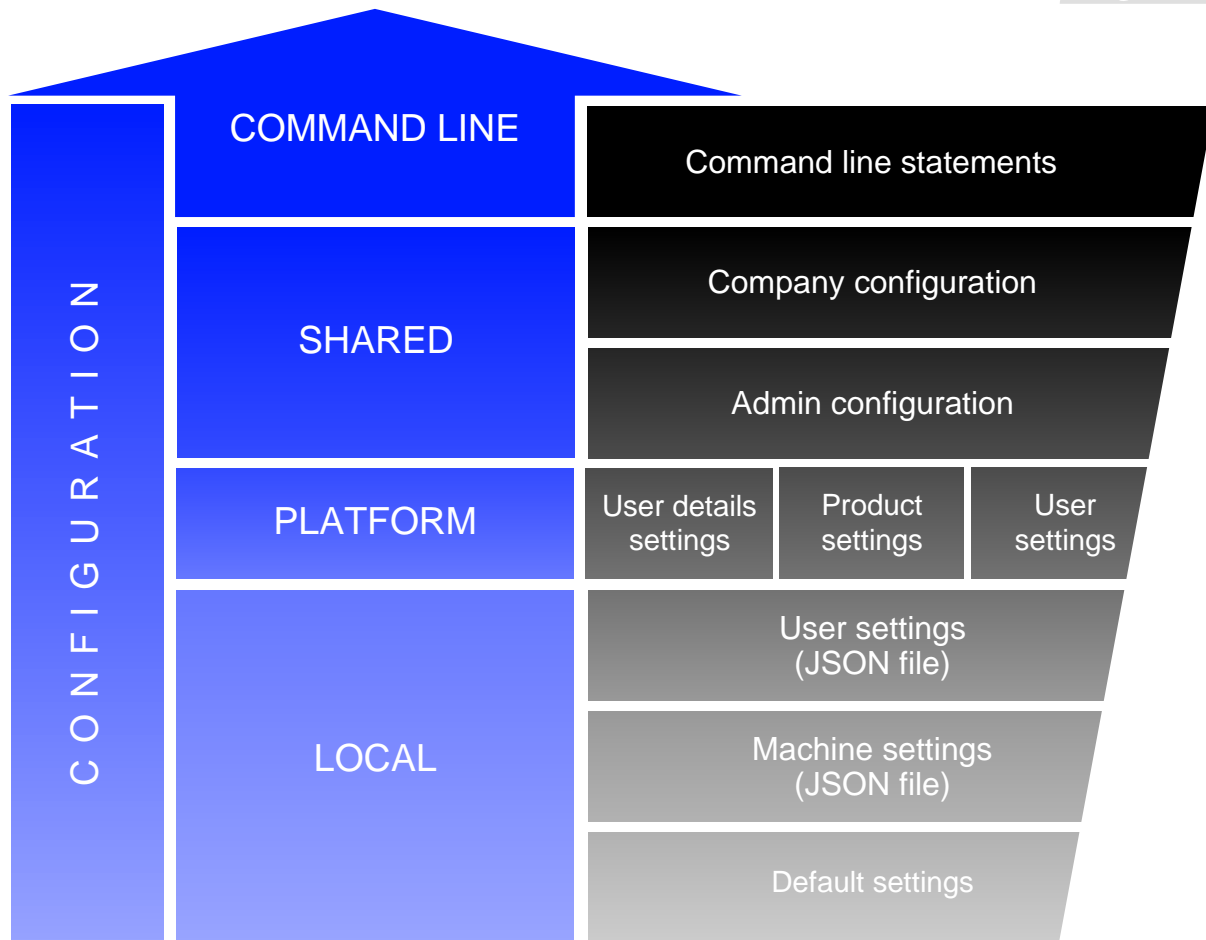 COMMAND LINE
Command line statements
CONFIGURATION
SHARED
Company configuration
Admin configuration
PLATFORM
User details
settings
Product
settings
User
settings
LOCAL
User settings
(JSON file)
Machine settings
(JSON file)
Default settings